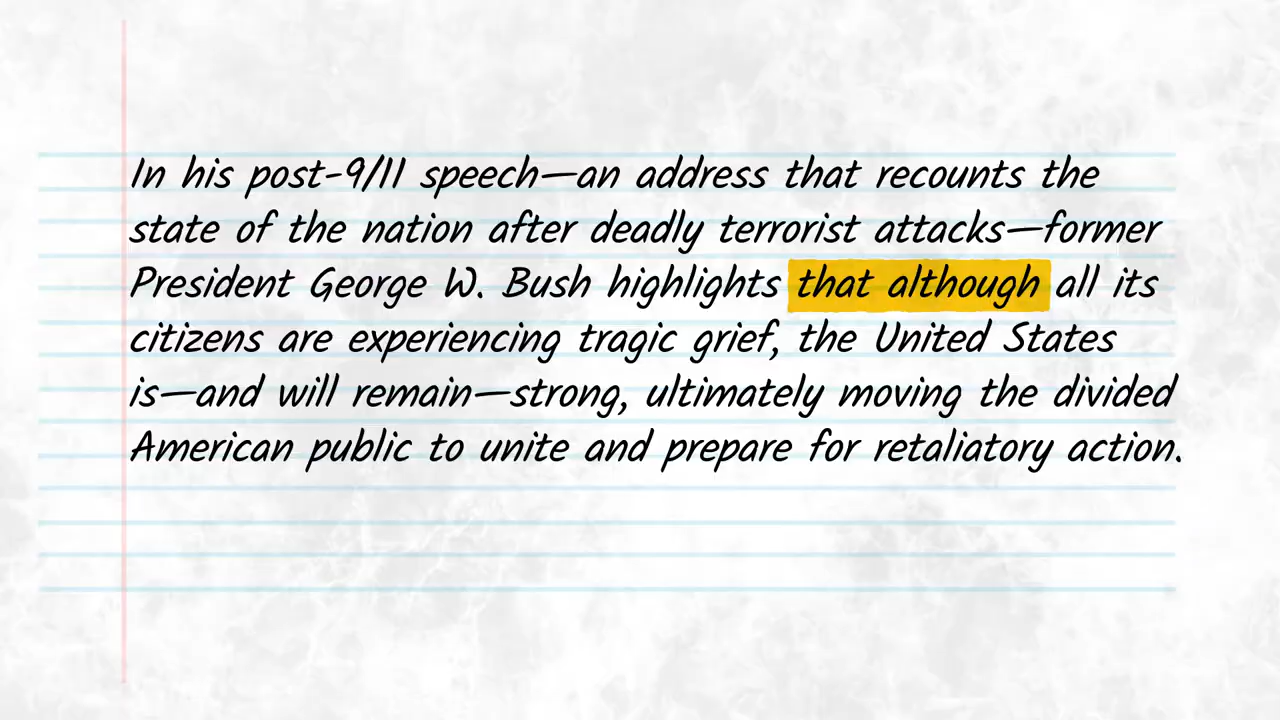 In his post-9/11 speech—an address that recounts the
state of the nation after deadly terrorist attacks—former
President George W. Bush highlights that although all its
citizens are experiencing tragic grief, the United States
is—and will remain—strong, ultimately moving the divided
American public to unite and prepare for retaliatory action.